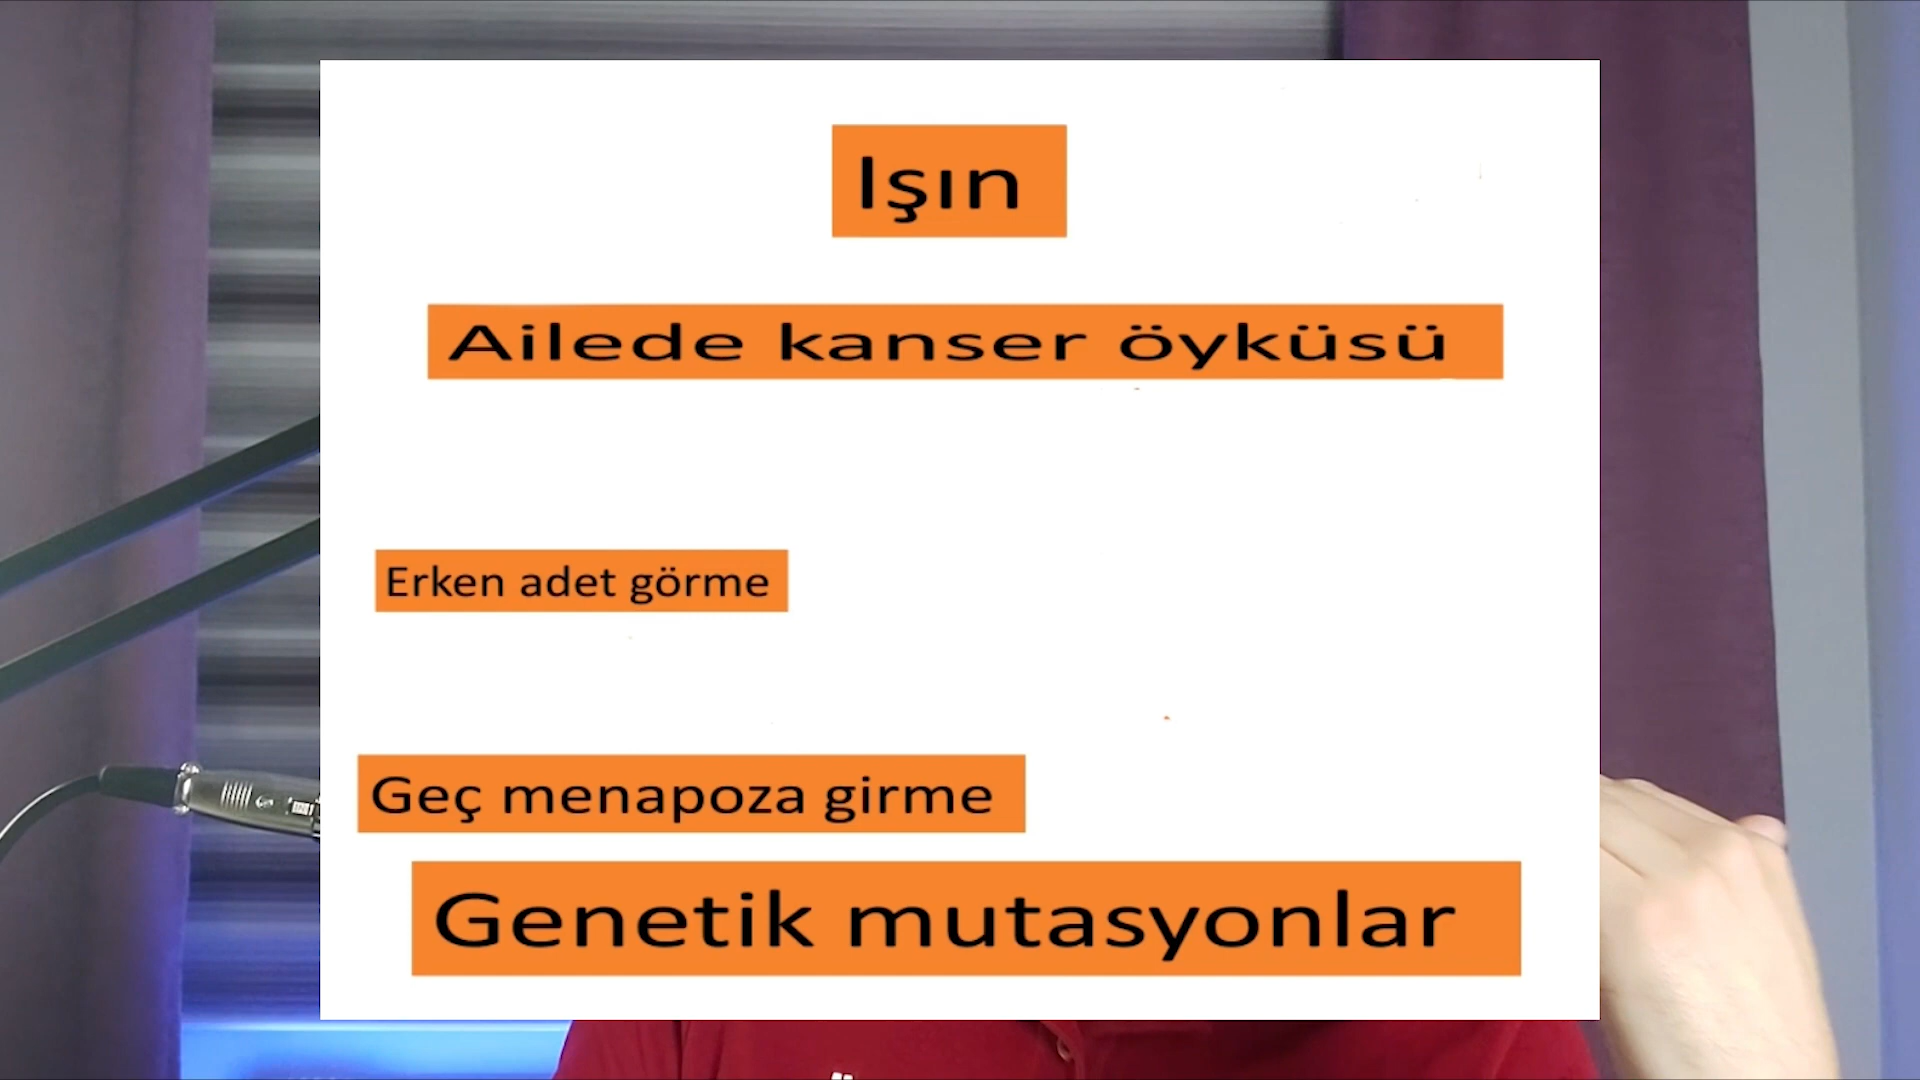 Işın
Ailede kanser öyküsü
Erken adet görme
Geç menapoza girme
Genetik mutasyonlar